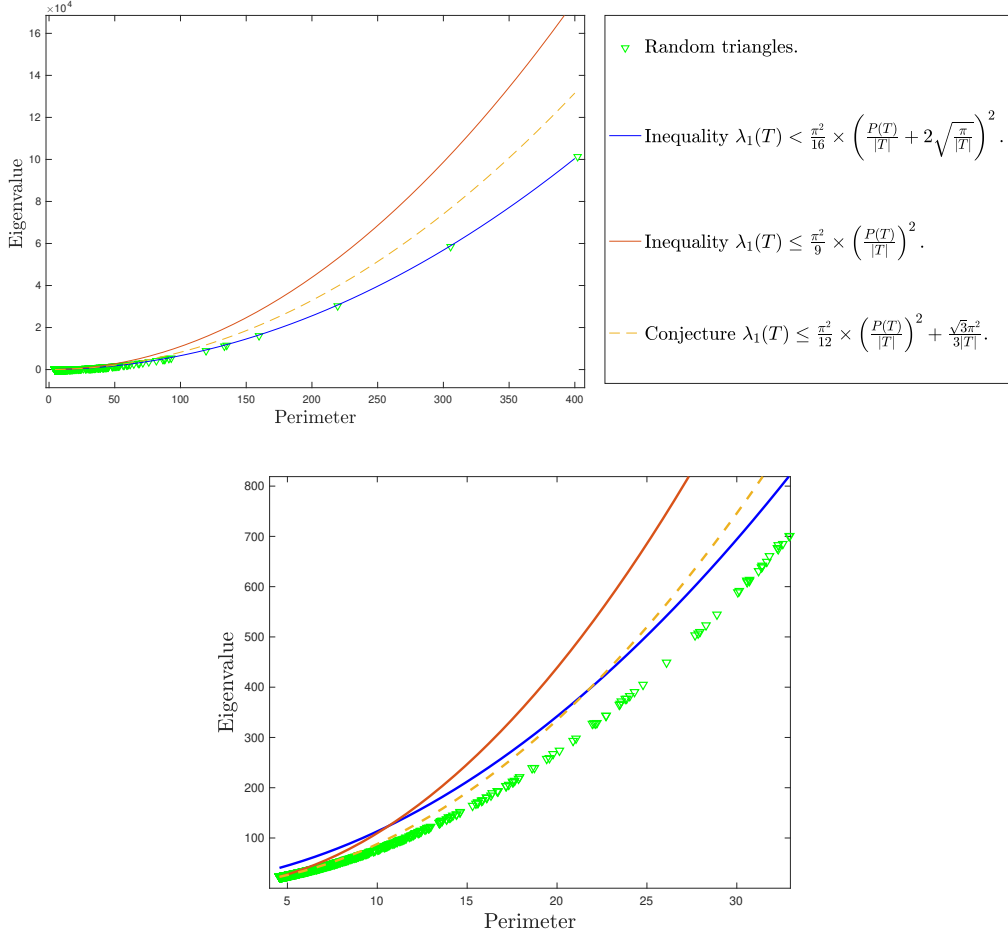 ×10⁴
16
14
12
10
8
6
4
2
0
Eigenvalue
0 50 100 150 200 250 300 350 400
Perimeter
Random triangles.
Inequality λ₁(T) < π²/16 × (P(T)/|T| + 2√(π/|T|))².
Inequality λ₁(T) ≤ π²/9 × (P(T)/|T|)².
Conjecture λ₁(T) ≤ π²/12 × (P(T)/|T|)² + √3π²/3|T|.
800
700
600
500
400
300
200
100
Eigenvalue
5 10 15 20 25 30
Perimeter